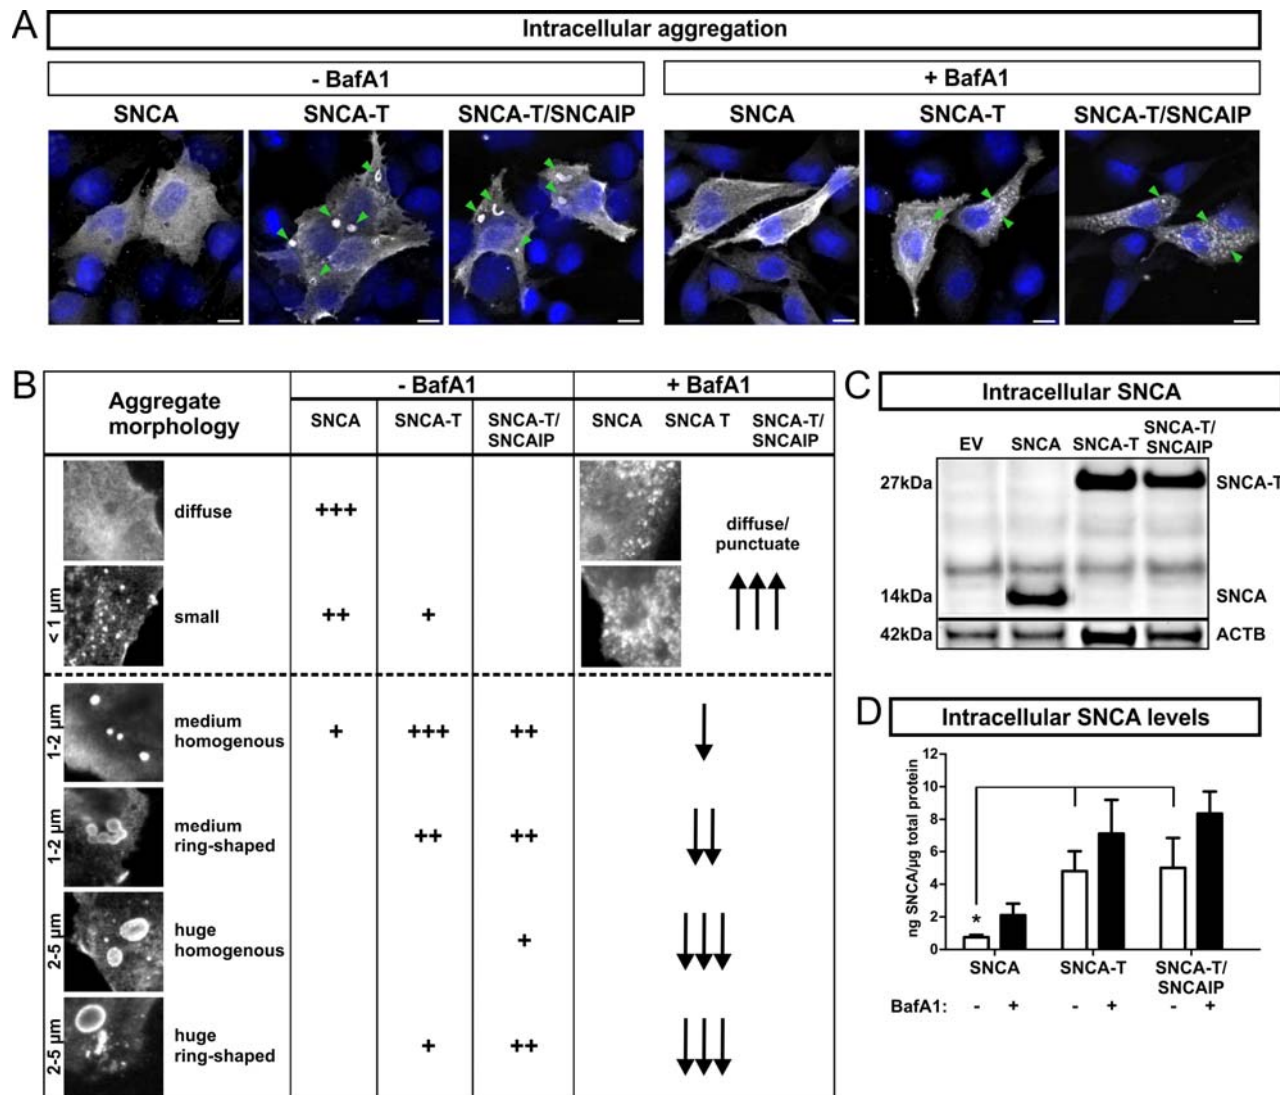 A
Intracellular aggregation
- BafA1
+ BafA1
SNCA
SNCA-T
SNCA-T/SNCAIP
SNCA
SNCA-T
SNCA-T/SNCAIP
B
Aggregate
morphology
- BafA1
+ BafA1
SNCA
SNCA-T
SNCA-T/
SNCAIP
SNCA
SNCA T
SNCA-T/
SNCAIP
diffuse
+++
diffuse/
punctuate
< 1 µm
small
++
+
1-2 µm
medium
homogenous
+
+++
++
1-2 µm
medium
ring-shaped
++
++
2-5 µm
huge
homogenous
+
2-5 µm
huge
ring-shaped
+
++
C
Intracellular SNCA
EV
SNCA
SNCA-T
SNCA-T/
SNCAIP
27kDa
SNCA-T
14kDa
SNCA
42kDa
ACTB
D
Intracellular SNCA levels
ng SNCA/µg total protein
12
10
8
6
4
2
0
*
SNCA
SNCA-T
SNCA-T/
SNCAIP
BafA1: - + - + - +